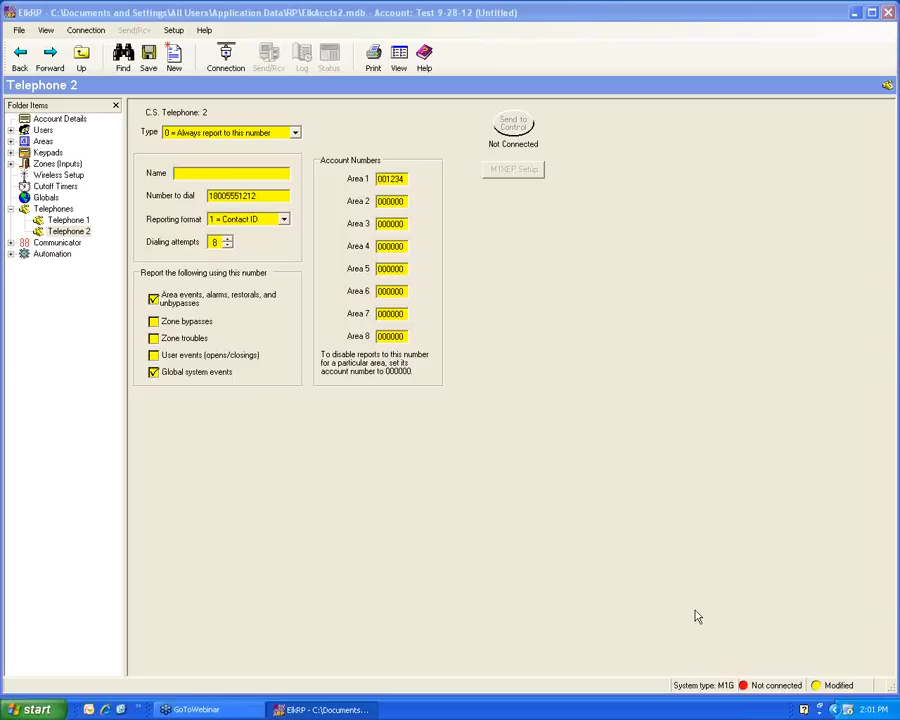 ElkRP - C:\Documents and Settings\All Users\Application Data\RP\ElkAccts2.mdb - Account: Test 9-28-12 (Untitled)
File View Connection Send/Rcv Setup Help
Back Forward Up Find Save New Connection Send/Rcv Log Status Print View Help
Telephone 2
Folder Items
Account Details
Users
Areas
Keypads
Zones (Inputs)
Wireless Setup
Cutoff Timers
Globals
Telephones
Telephone 1
Telephone 2
88 Communicator
Automation
C.S. Telephone: 2
Type 0 = Always report to this number
Name
Number to dial 18005551212
Reporting format 1 = Contact ID
Dialing attempts 8
Report the following using this number
Area events, alarms, restorals, and
unbypasses
Zone bypasses
Zone troubles
User events (opens/closings)
Global system events
Account Numbers
Area 1 001234
Area 2 000000
Area 3 000000
Area 4 000000
Area 5 000000
Area 6 000000
Area 7 000000
Area 8 000000
To disable reports to this number
for a particular area, set its
account number to 000000.
Send to
Control
Not Connected
M1XEP Setup
System type: M1G Not connected Modified
start GoToWebinar ElkRP - C:\Documents... 2:01 PM